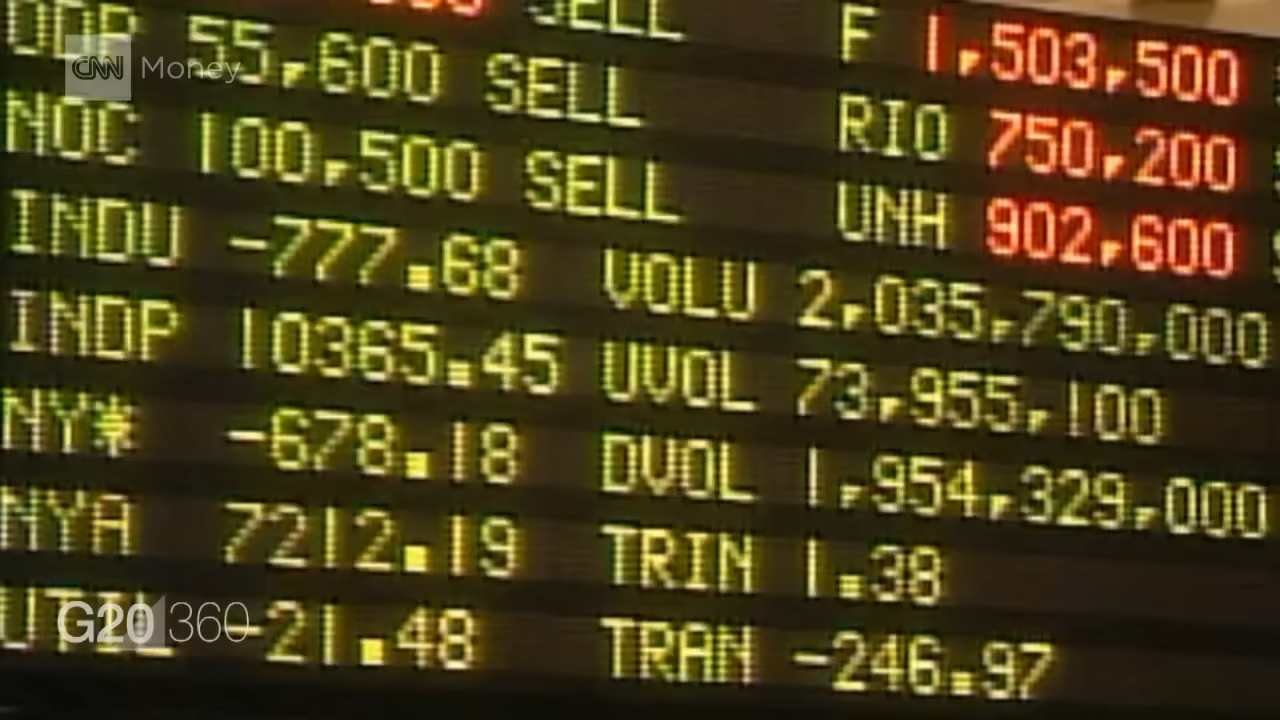 SELL
F 1,503,500
CNN Money
55,600 SELL
RIO 750,200
NOC 100,500 SELL
UNH 902,600
INDU -777.68 VOLU 2,035,790,000
INDP 10365.45 UVOL 73,955,100
NY* -678.18 DVOL 1,954,329,000
NYA 7212.19 TRIN 1.38
UTIL -21.48 TRAN -246.97
G20 360